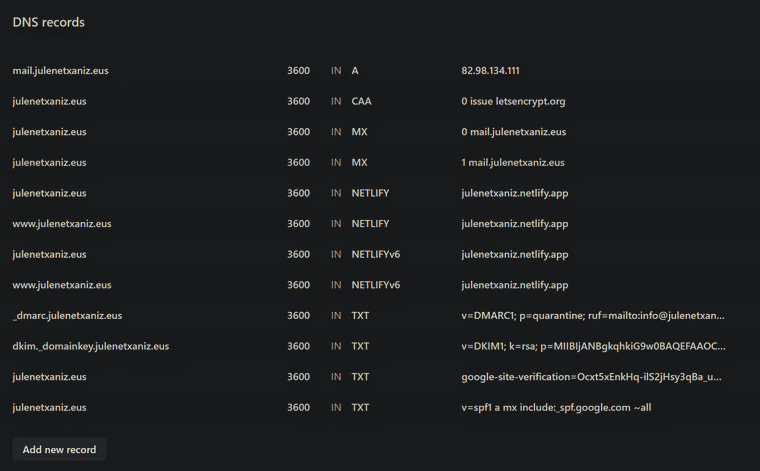 DNS records
mail.julenetxaniz.eus 3600 IN A 82.98.134.111
julenetxaniz.eus 3600 IN CAA 0 issue letsencrypt.org
julenetxaniz.eus 3600 IN MX 0 mail.julenetxaniz.eus
julenetxaniz.eus 3600 IN MX 1 mail.julenetxaniz.eus
julenetxaniz.eus 3600 IN NETLIFY julenetxaniz.netlify.app
www.julenetxaniz.eus 3600 IN NETLIFY julenetxaniz.netlify.app
julenetxaniz.eus 3600 IN NETLIFYv6 julenetxaniz.netlify.app
www.julenetxaniz.eus 3600 IN NETLIFYv6 julenetxaniz.netlify.app
_dmarc.julenetxaniz.eus 3600 IN TXT v=DMARC1; p=quarantine; ruf=mailto:info@julenetxan...
dkim._domainkey.julenetxaniz.eus 3600 IN TXT v=DKIM1; k=rsa; p=MIIBIjANBgkqhkiG9w0BAQEFAAOC...
julenetxaniz.eus 3600 IN TXT google-site-verification=Ocxt5xEnkHq-ilS2jHsy3qBa_u...
julenetxaniz.eus 3600 IN TXT v=spf1 a mx include:_spf.google.com ~all
Add new record